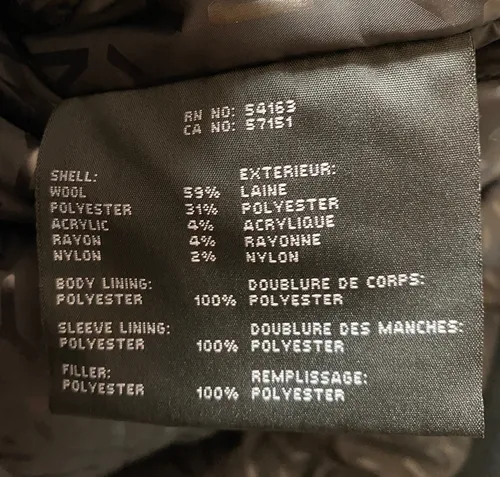 RN NO: 54163
CA NO: 57151
SHELL: EXTERIEUR:
WOOL 59% LAINE
POLYESTER 31% POLYESTER
ACRYLIC 4% ACRYLIQUE
RAYON 4% RAYONNE
NYLON 2% NYLON
BODY LINING: DOUBLURE DE CORPS:
POLYESTER 100% POLYESTER
SLEEVE LINING: DOUBLURE DES MANCHES:
POLYESTER 100% POLYESTER
FILLER: REMPLISSAGE:
POLYESTER 100% POLYESTER